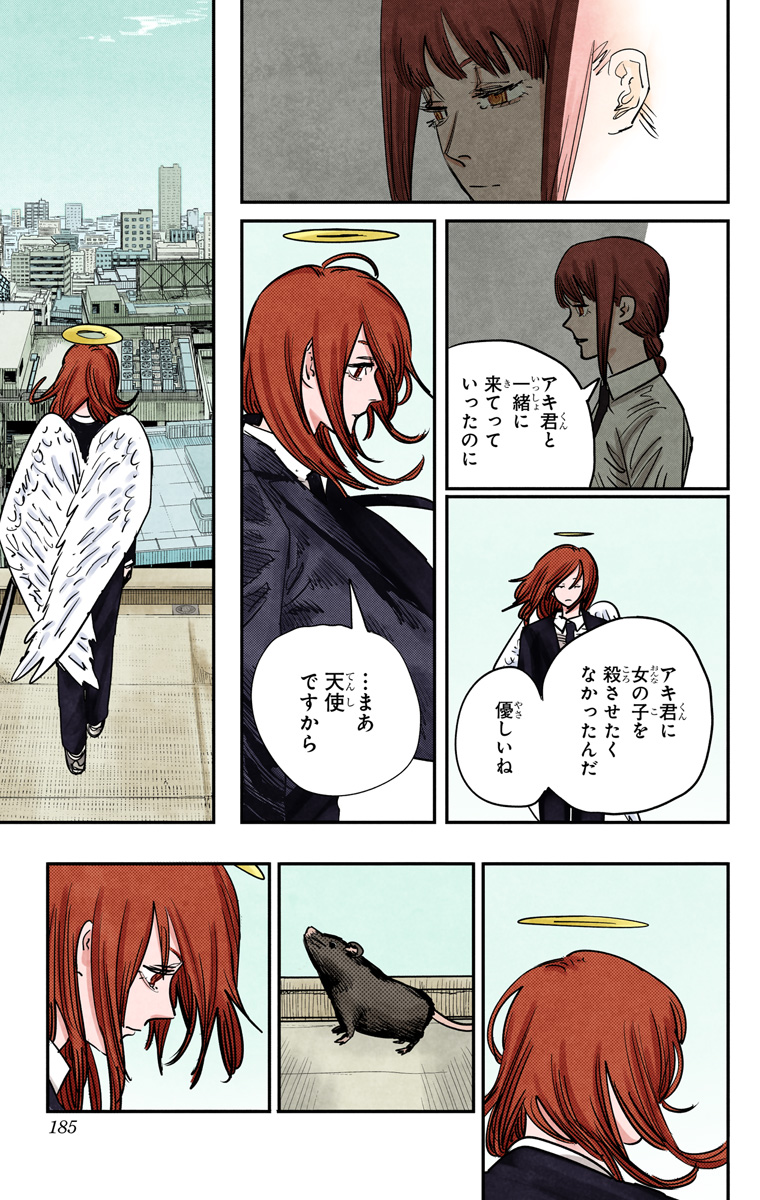 アキ君と
一緒に
来てって
いったのに
アキ君に
女の子を
殺させたく
なかったんだ
優しいね
…まあ
天使
ですから
185